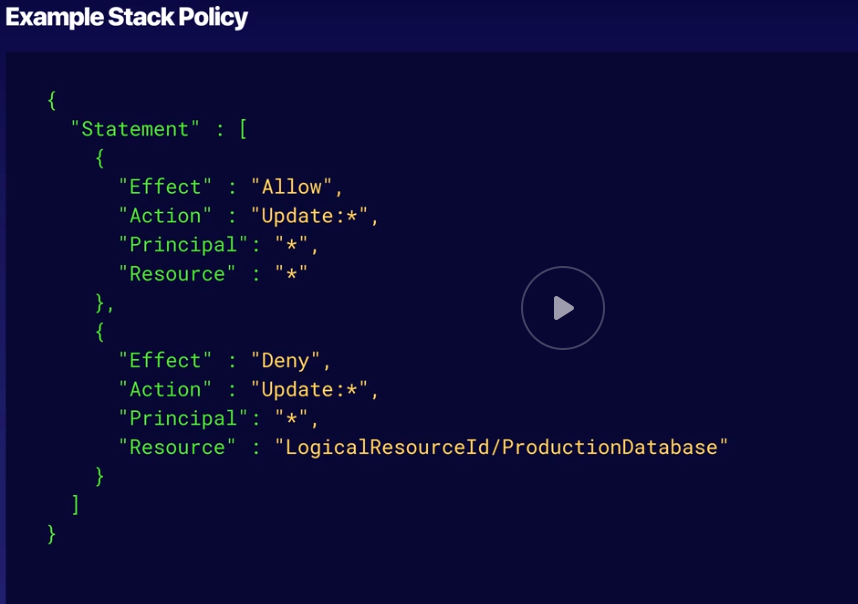 Example Stack Policy
{
"Statement" : [
{
"Effect" : "Allow",
"Action" : "Update:*",
"Principal": "*",
"Resource" : "*"
},
{
"Effect" : "Deny",
"Action" : "Update:*",
"Principal": "*",
"Resource" : "LogicalResourceId/ProductionDatabase"
}
]
}